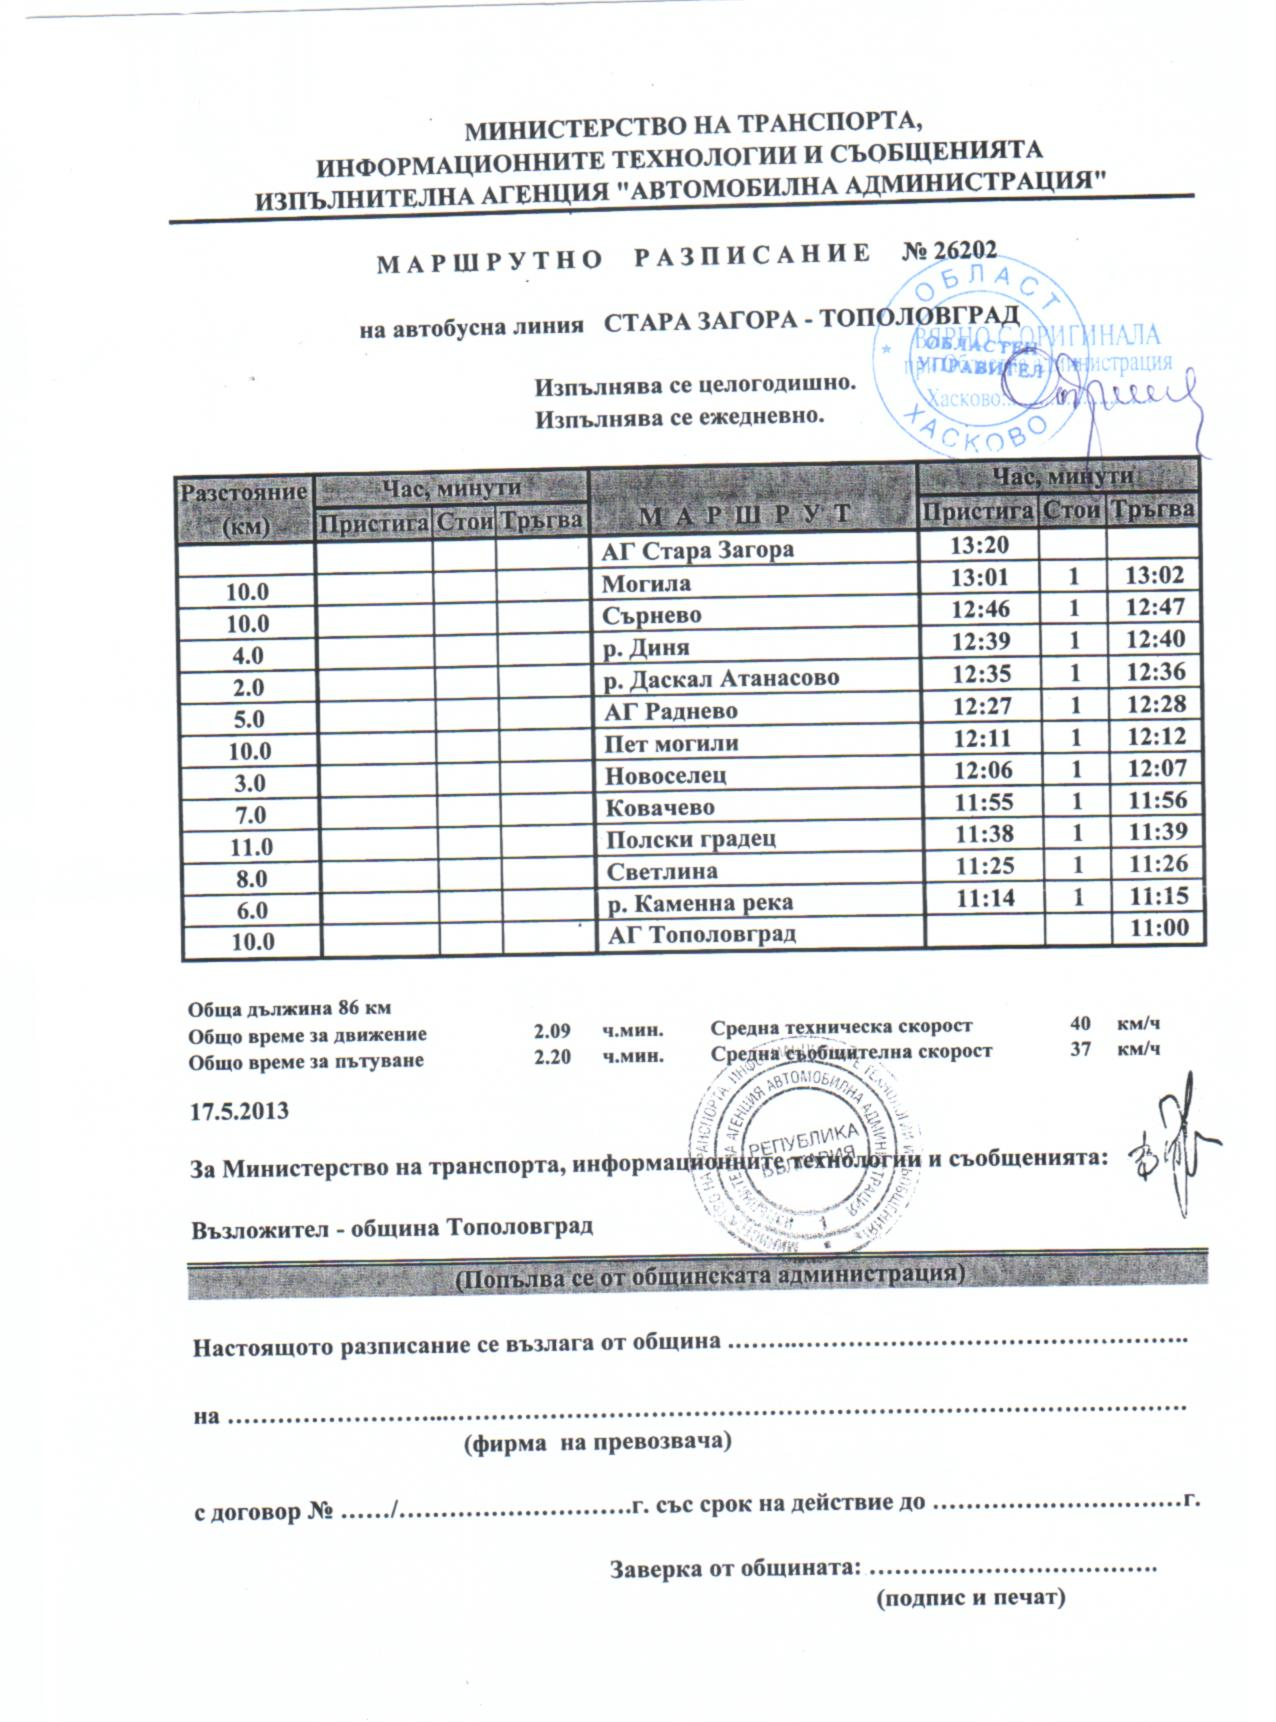 МИНИСТЕРСТВО НА ТРАНСПОРТА,
ИНФОРМАЦИОННИТЕ ТЕХНОЛОГИИ И СЪОБЩЕНИЯТА
ИЗПЪЛНИТЕЛНА АГЕНЦИЯ "АВТОМОБИЛНА АДМИНИСТРАЦИЯ"
МАРШРУТНО РАЗПИСАНИЕ № 26202
на автобусна линия СТАРА ЗАГОРА - ТОПОЛОВГРАД
ОБЛАСТ ХАСКОВО
ОБЛАСТЕН
УПРАВИТЕЛ
ВЯРНО С ОРИГИНАЛА
при Областна администрация
Хасково:
Изпълнява се целогодишно.
Изпълнява се ежедневно.
Разстояние (км) Час, минути МАРШРУТ Час, минути
Пристига Стои Тръгва Пристига Стои Тръгва
АГ Стара Загора 13:20
10.0 Могила 13:01 1 13:02
10.0 Сърнево 12:46 1 12:47
4.0 р. Диня 12:39 1 12:40
2.0 р. Даскал Атанасово 12:35 1 12:36
5.0 АГ Раднево 12:27 1 12:28
10.0 Пет могили 12:11 1 12:12
3.0 Новоселец 12:06 1 12:07
7.0 Ковачево 11:55 1 11:56
11.0 Полски градец 11:38 1 11:39
8.0 Светлина 11:25 1 11:26
6.0 р. Каменна река 11:14 1 11:15
10.0 АГ Тополовград 11:00
Обща дължина 86 км
Общо време за движение 2.09 ч.мин. Средна техническа скорост 40 км/ч
Общо време за пътуване 2.20 ч.мин. Средна съобщителна скорост 37 км/ч
17.5.2013
РЕПУБЛИКА
БЪЛГАРИЯ
За Министерство на транспорта, информационните технологии и съобщенията:
Възложител - община Тополовград
(Попълва се от общинската администрация)
Настоящото разписание се възлага от община ……………………………………………….
на ……………………………………………………………………………………
(фирма на превозвача)
с договор № ……/……………………….г. със срок на действие до …………………………г.
Заверка от общината: …………………………….
(подпис и печат)